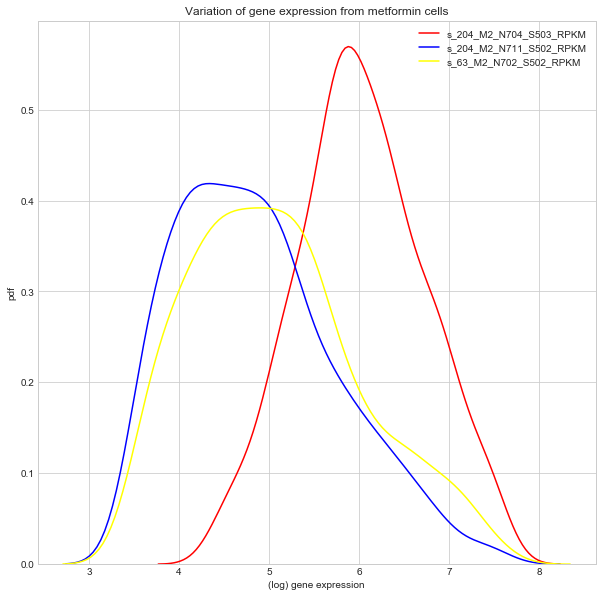 Variation of gene expression from metformin cells
s_204_M2_N704_S503_RPKM
s_204_M2_N711_S502_RPKM
s_63_M2_N702_S502_RPKM
0.5
0.4
0.3
0.2
0.1
0.0
pdf
3 4 5 6 7 8
(log) gene expression